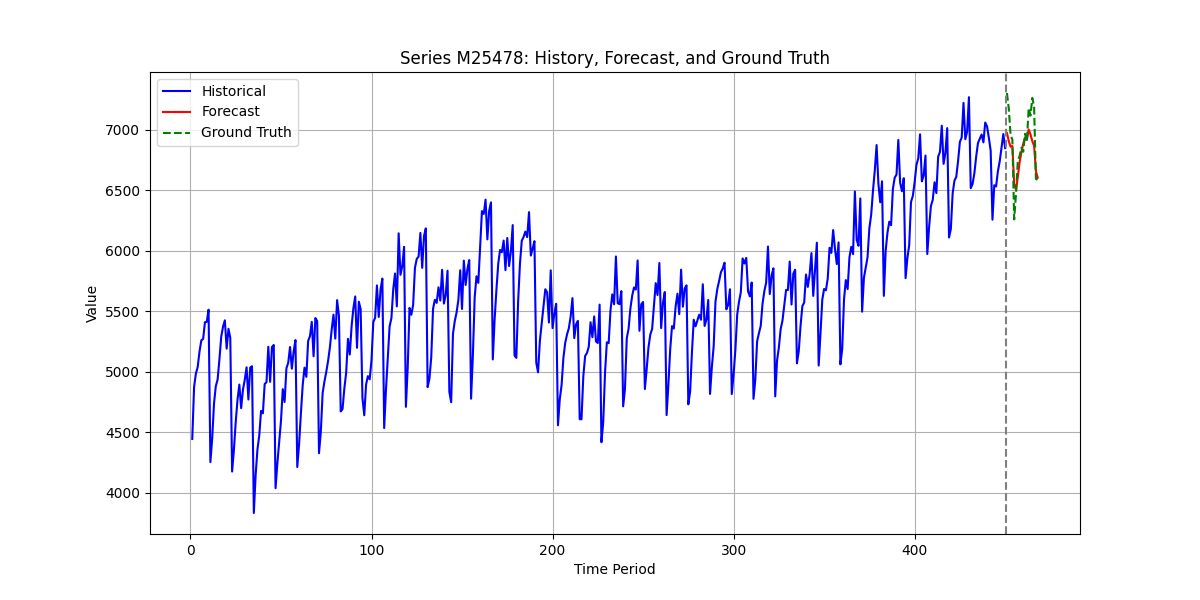 Series M25478: History, Forecast, and Ground Truth
Historical
Forecast
Ground Truth
Value
7000
6500
6000
5500
5000
4500
4000
0
100
200
300
400
Time Period